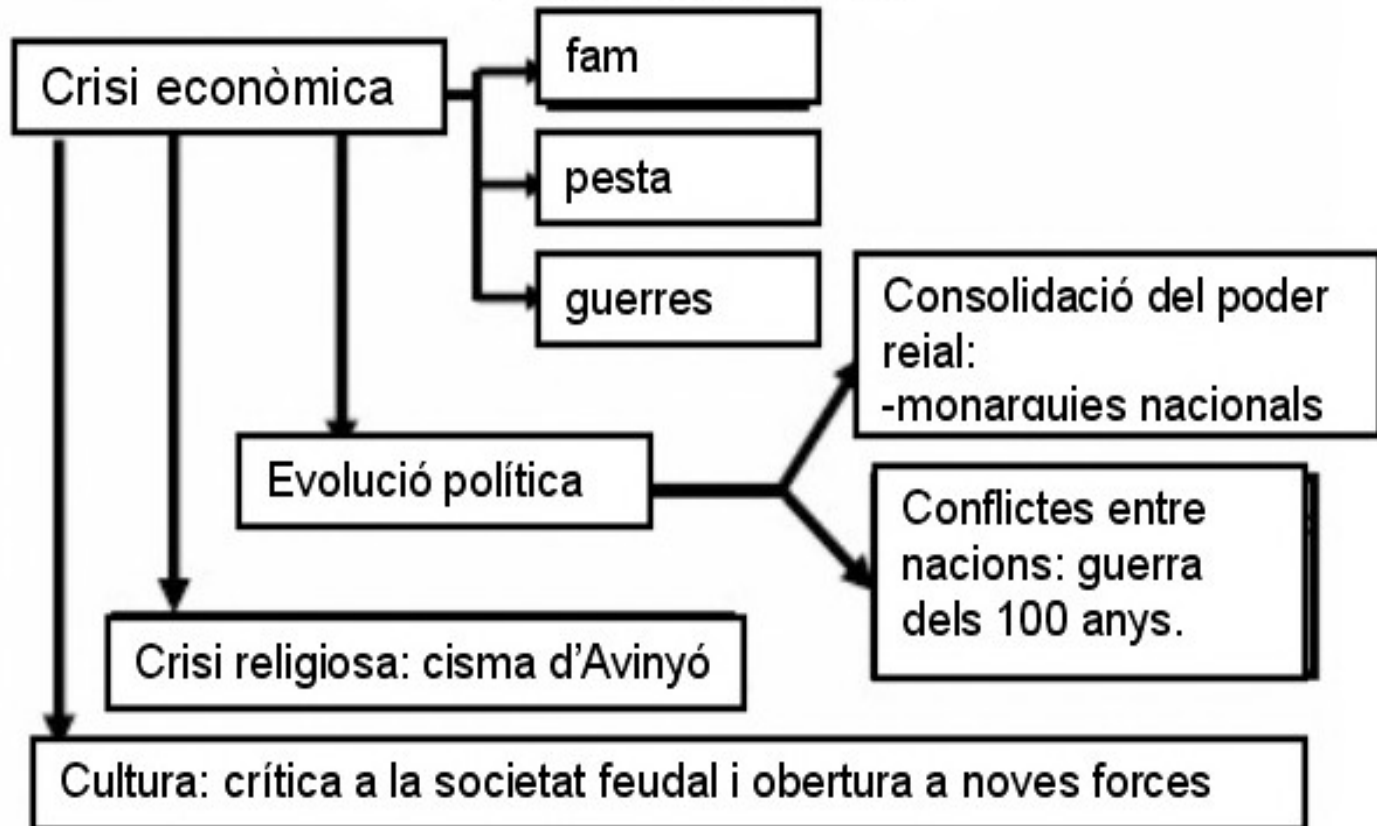 Crisi econòmica
fam
pesta
guerres
Consolidació del poder
reial:
-monarquies nacionals
Evolució política
Conflictes entre
nacions: guerra
dels 100 anys.
Crisi religiosa: cisma d'Avinyó
Cultura: crítica a la societat feudal i obertura a noves forces